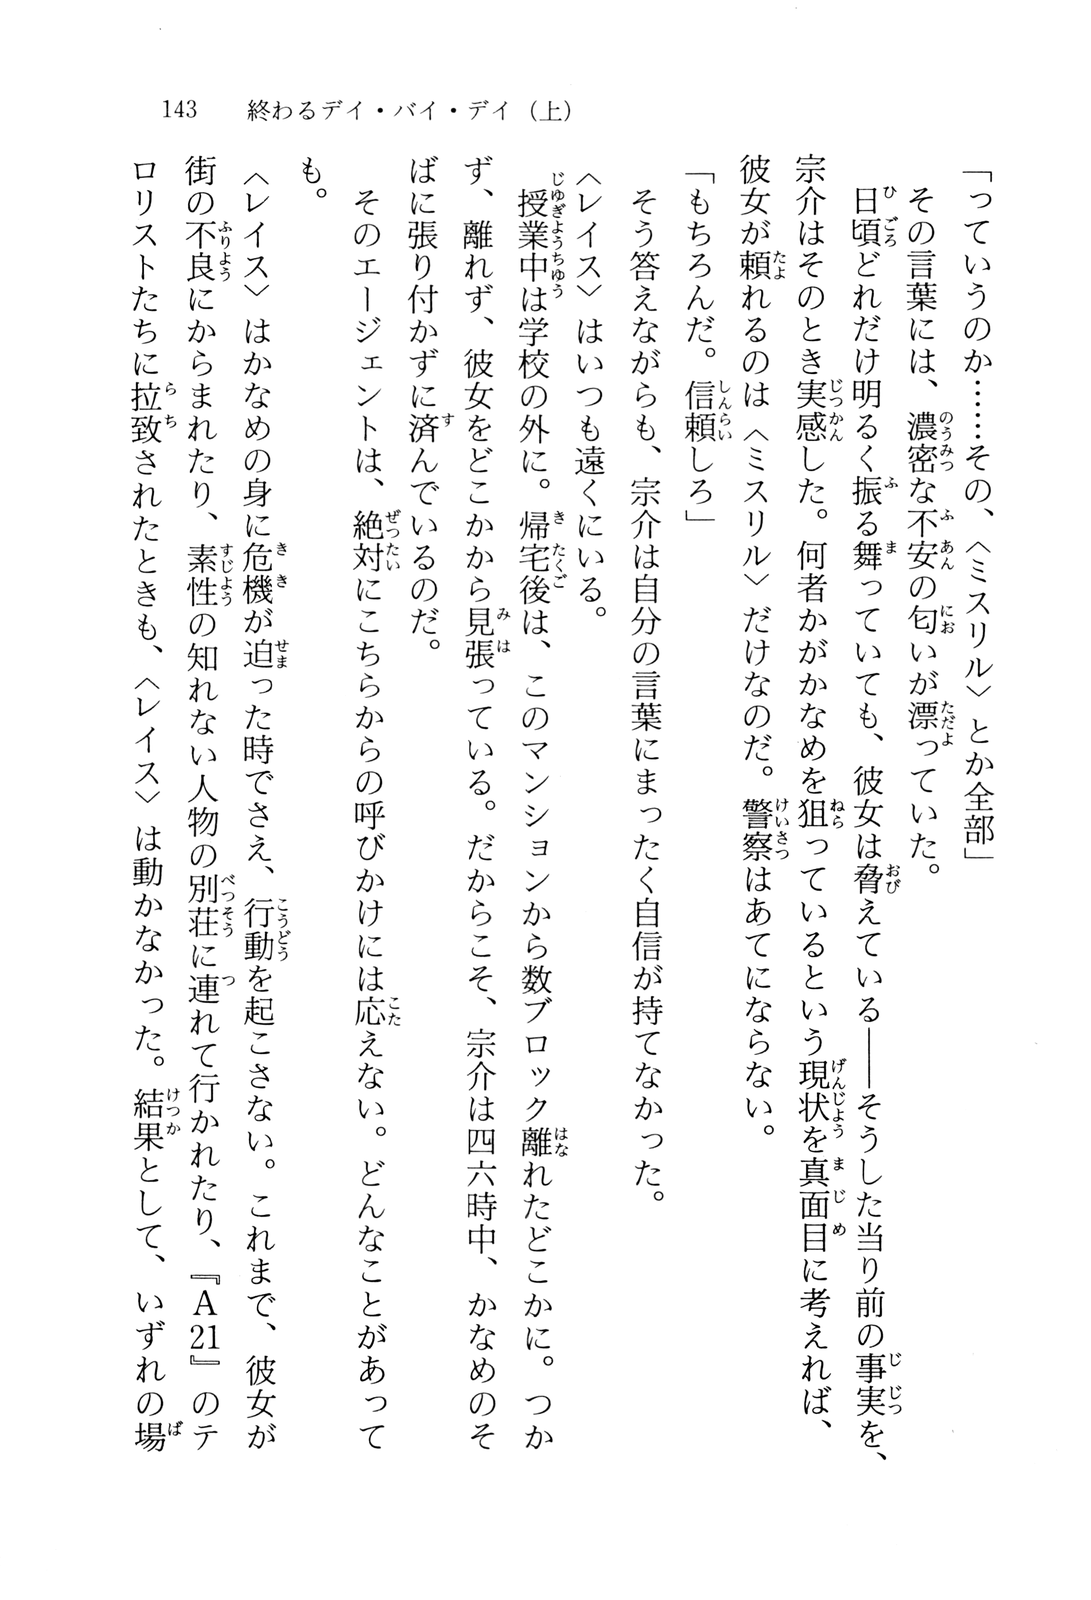 143　終わるデイ・バイ・デイ（上）
「っていうのか……その、〈ミスリル〉とか全部」
　その言葉には、濃密な不安の匂いが漂っていた。
　日頃どれだけ明るく振る舞っていても、彼女は脅えている――そうした当り前の事実を、
宗介はそのとき実感した。何者かがかなめを狙っているという現状を真面目に考えれば、
彼女が頼れるのは〈ミスリル〉だけなのだ。警察はあてにならない。
「もちろんだ。信頼しろ」
　そう答えながらも、宗介は自分の言葉にまったく自信が持てなかった。
〈レイス〉はいつも遠くにいる。
　授業中は学校の外に。帰宅後は、このマンションから数ブロック離れたどこかに。つか
ず、離れず、彼女をどこかから見張っている。だからこそ、宗介は四六時中、かなめのそ
ばに張り付かずに済んでいるのだ。
　そのエージェントは、絶対にこちらからの呼びかけには応えない。どんなことがあって
も。
〈レイス〉はかなめの身に危機が迫った時でさえ、行動を起こさない。これまで、彼女が
街の不良にからまれたり、素性の知れない人物の別荘に連れて行かれたり、『A21』のテ
ロリストたちに拉致されたときも、〈レイス〉は動かなかった。結果として、いずれの場